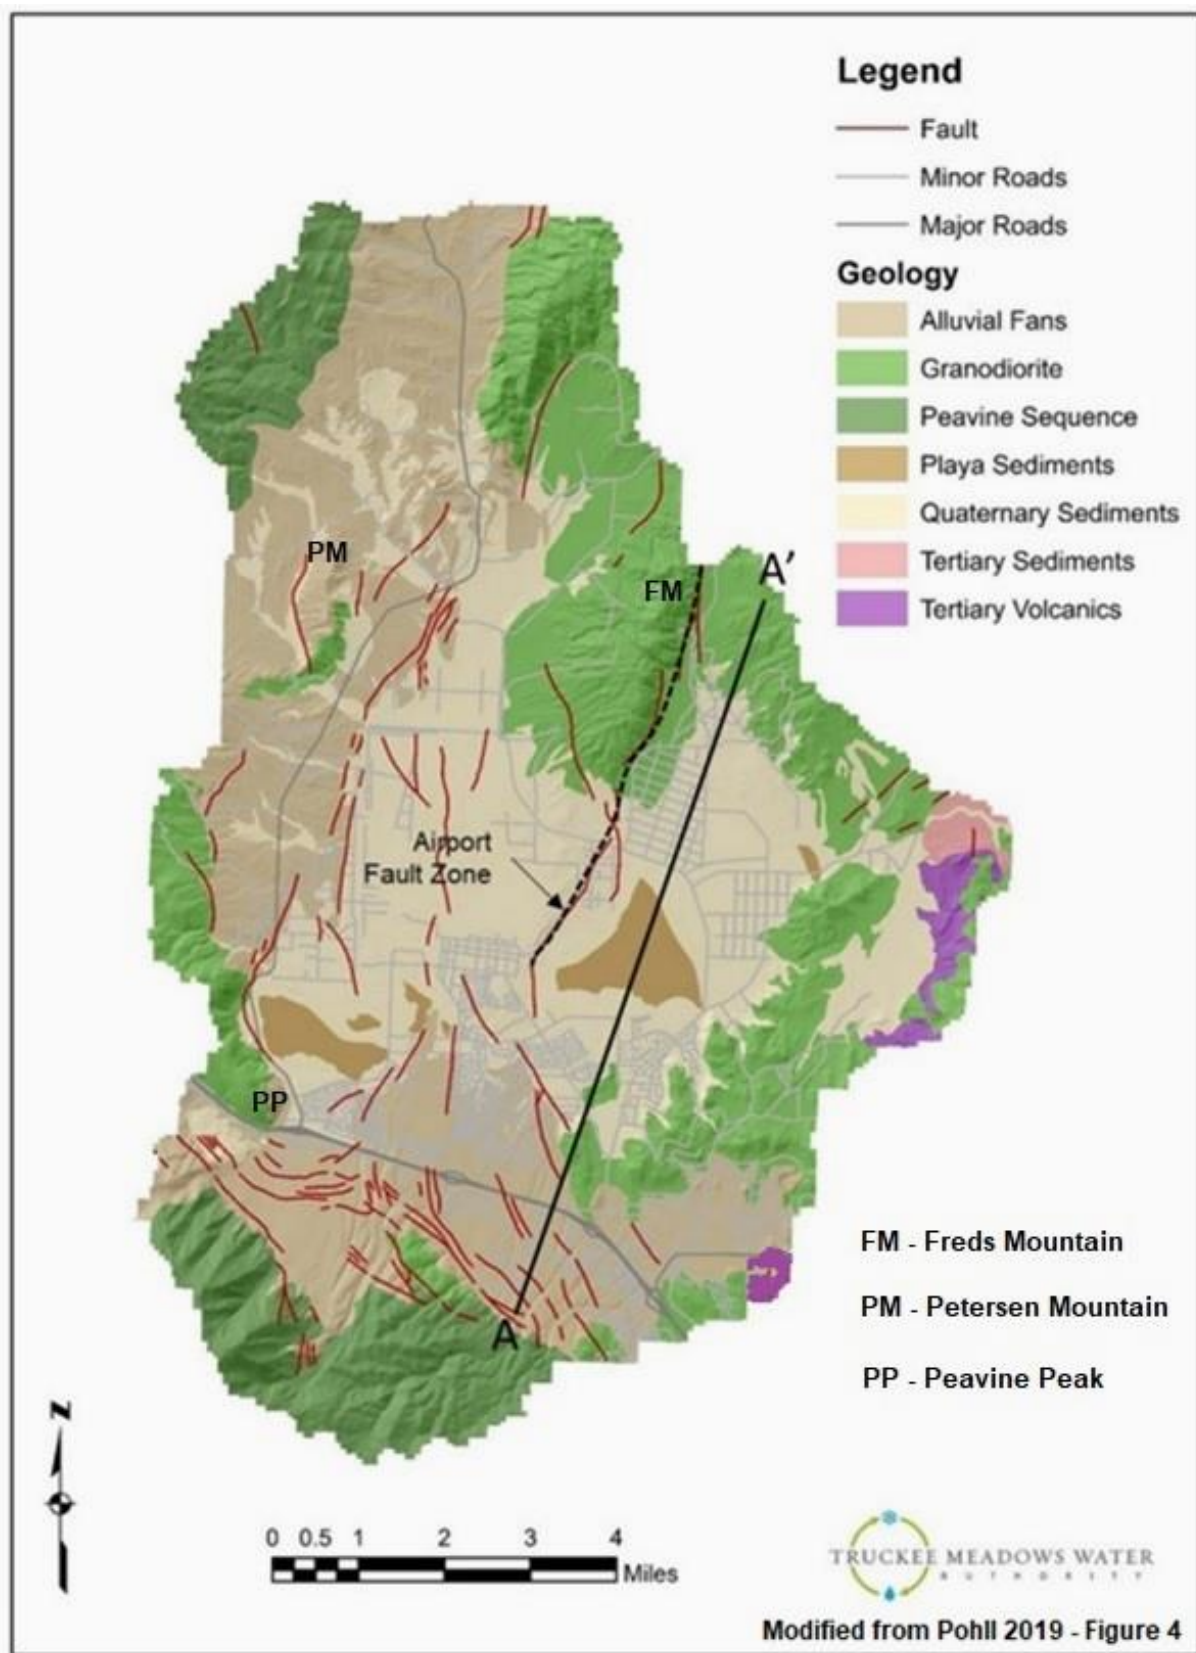 Legend
Fault
Minor Roads
Major Roads
Geology
Alluvial Fans
Granodiorite
Peavine Sequence
Playa Sediments
Quaternary Sediments
Tertiary Sediments
Tertiary Volcanics
PM
FM
A'
Airport
Fault Zone
PP
A
FM - Freds Mountain
PM - Petersen Mountain
PP - Peavine Peak
N
0 0.5 1 2 3 4
Miles
TRUCKEE MEADOWS WATER
AUTHORITY
Modified from Pohll 2019 - Figure 4